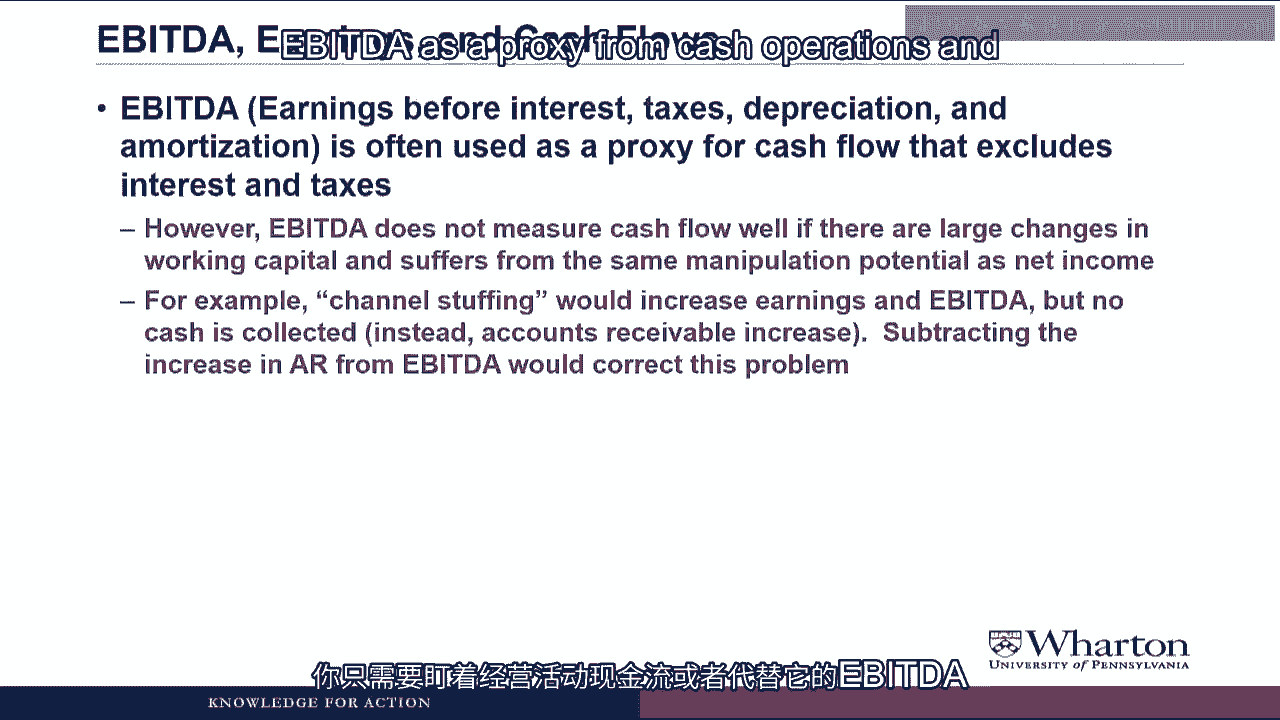 EBITDA, Earnings, and Cash Flows
EBITDA as a proxy from cash operations and
• EBITDA (Earnings before interest, taxes, depreciation, and
amortization) is often used as a proxy for cash flow that excludes
interest and taxes
– However, EBITDA does not measure cash flow well if there are large changes in
working capital and suffers from the same manipulation potential as net income
– For example, “channel stuffing” would increase earnings and EBITDA, but no
cash is collected (instead, accounts receivable increase). Subtracting the
increase in AR from EBITDA would correct this problem
Wharton
UNIVERSITY OF PENNSYLVANIA
你只需要盯着经营活动现金流或者代替它的EBITDA
KNOWLEDGE FOR ACTION